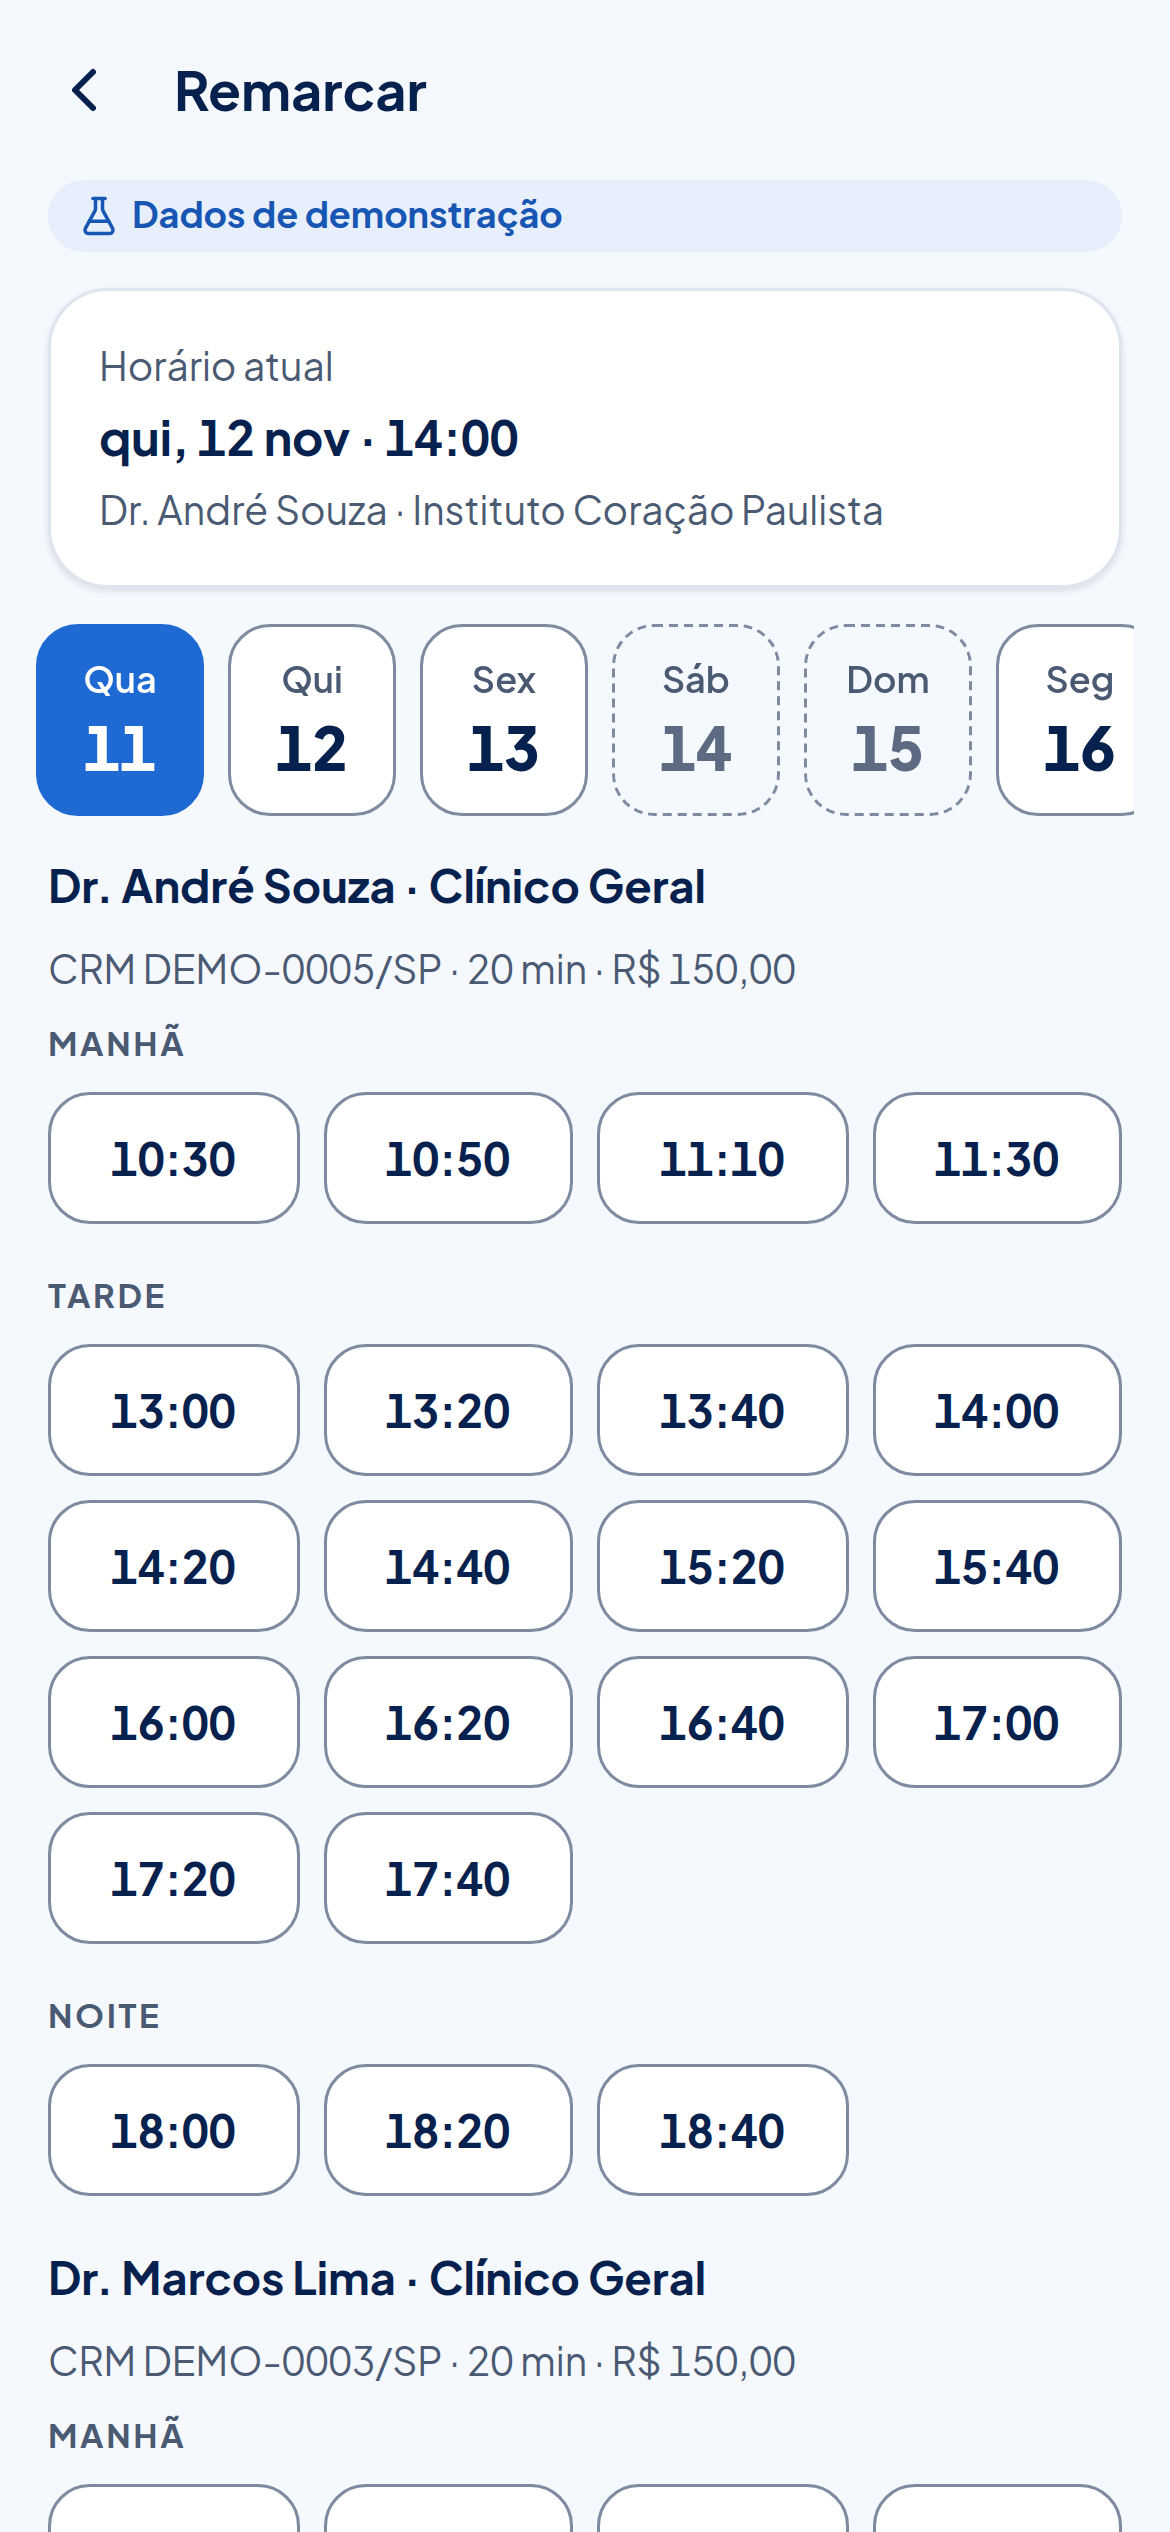 Remarcar
Dados de demonstração
Horário atual
qui, 12 nov · 14:00
Dr. André Souza · Instituto Coração Paulista
Qua Qui Sex Sáb Dom Seg
11 12 13 14 15 16
Dr. André Souza · Clínico Geral
CRM DEMO-0005/SP · 20 min · R$ 150,00
MANHÃ
10:30 10:50 11:10 11:30
TARDE
13:00 13:20 13:40 14:00
14:20 14:40 15:20 15:40
16:00 16:20 16:40 17:00
17:20 17:40
NOITE
18:00 18:20 18:40
Dr. Marcos Lima · Clínico Geral
CRM DEMO-0003/SP · 20 min · R$ 150,00
MANHÃ